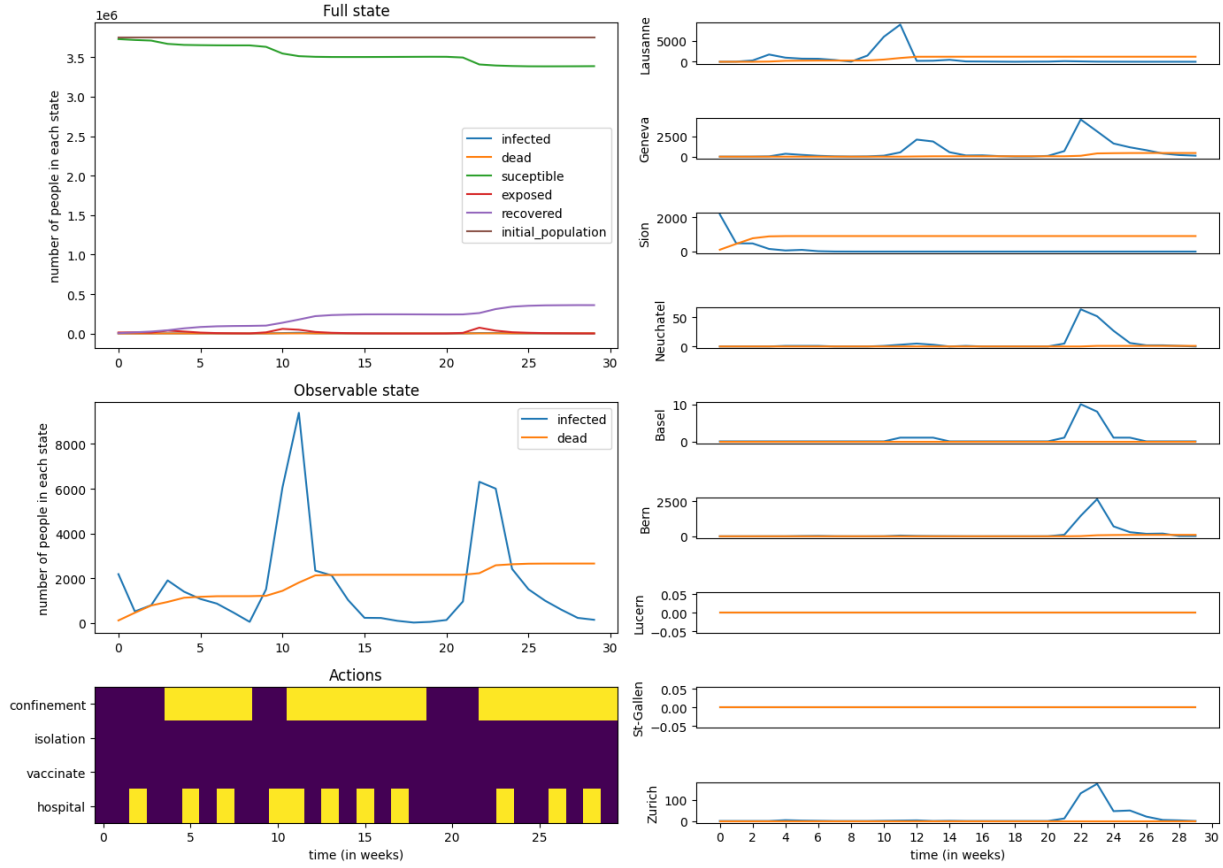 Full state
1e6
number of people in each state
3.5
3.0
2.5
2.0
1.5
1.0
0.5
0.0
infected
dead
suceptible
exposed
recovered
initial_population
0 5 10 15 20 25 30
Observable state
number of people in each state
8000
6000
4000
2000
0
infected
dead
0 5 10 15 20 25 30
Actions
confinement
isolation
vaccinate
hospital
0 5 10 15 20 25
time (in weeks)
Lausanne
5000
0
Geneva
2500
0
Sion
2000
0
Neuchatel
50
0
Basel
10
0
Bern
2500
0
Lucern
0.05
0.00
−0.05
St-Gallen
0.05
0.00
−0.05
Zurich
100
0
0 2 4 6 8 10 12 14 16 18 20 22 24 26 28 30
time (in weeks)